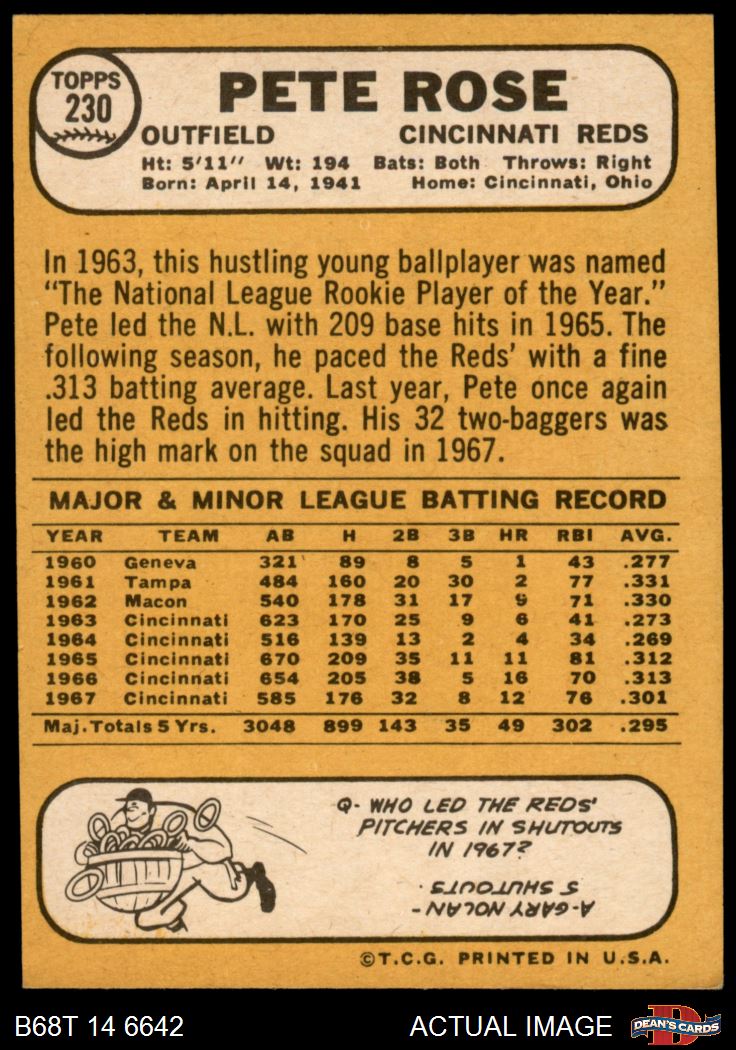 TOPPS
230
PETE ROSE
OUTFIELD CINCINNATI REDS
Ht: 5'11" Wt: 194 Bats: Both Throws: Right
Born: April 14, 1941 Home: Cincinnati, Ohio
In 1963, this hustling young ballplayer was named
"The National League Rookie Player of the Year."
Pete led the N.L. with 209 base hits in 1965. The
following season, he paced the Reds' with a fine
.313 batting average. Last year, Pete once again
led the Reds in hitting. His 32 two-baggers was
the high mark on the squad in 1967.
MAJOR & MINOR LEAGUE BATTING RECORD
YEAR TEAM AB H 2B 3B HR RBI AVG.
1960 Geneva 321 89 8 5 1 43 .277
1961 Tampa 484 160 20 30 2 77 .331
1962 Macon 540 178 31 17 9 71 .330
1963 Cincinnati 623 170 25 9 6 41 .273
1964 Cincinnati 516 139 13 2 4 34 .269
1965 Cincinnati 670 209 35 11 11 81 .312
1966 Cincinnati 654 205 38 5 16 70 .313
1967 Cincinnati 585 176 32 8 12 76 .301
Maj. Totals 5 Yrs. 3048 899 143 35 49 302 .295
Q- WHO LED THE REDS'
PITCHERS IN SHUTOUTS
IN 1967?
A-GARY NOLAN -
5 SHUTOUTS.
©T.C.G. PRINTED IN U.S.A.
B68T 14 6642 ACTUAL IMAGE
D
DEAN'S CARDS